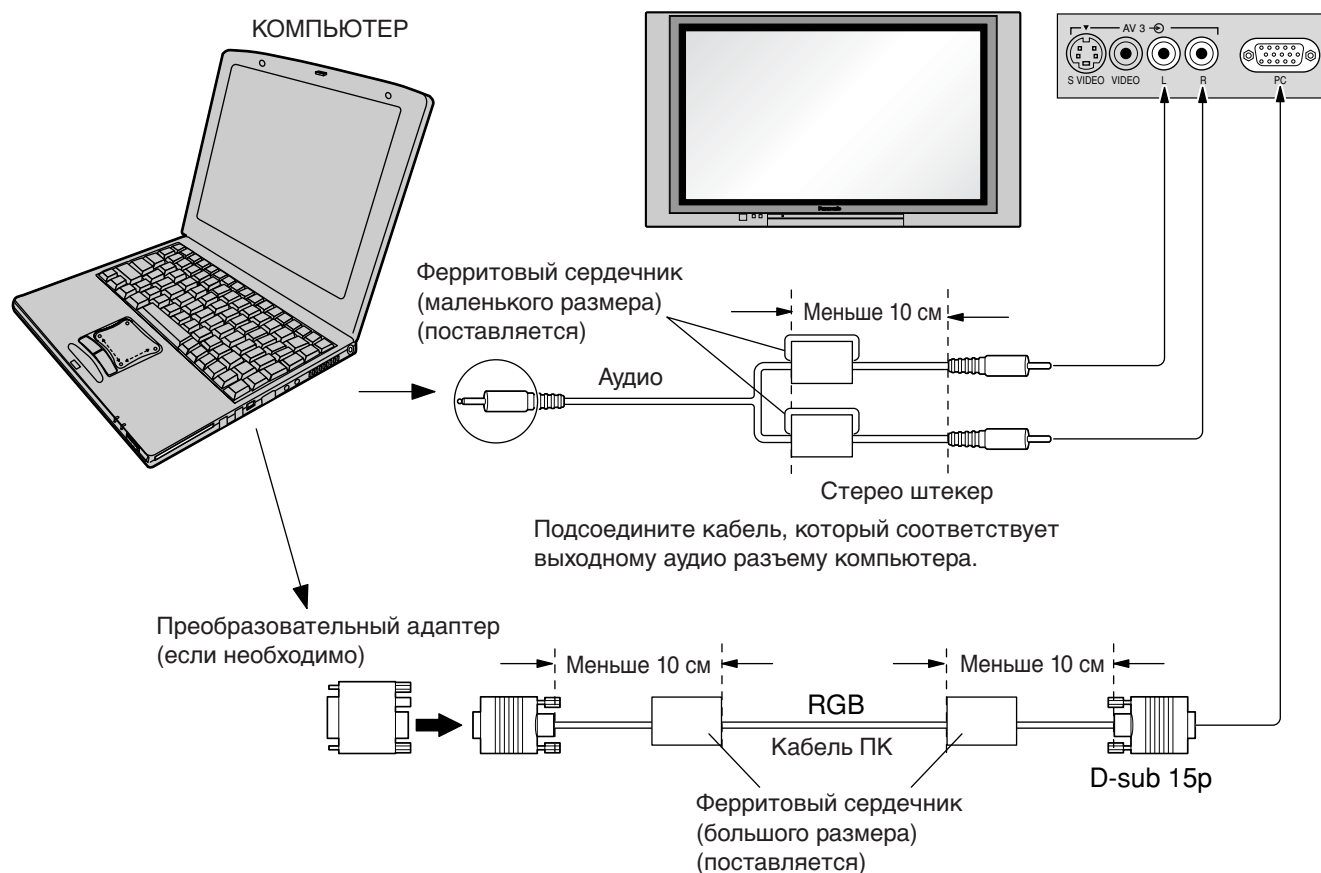 КОМПЬЮТЕР
AV 3
S VIDEO VIDEO L R PC
Panasonic
Ферритовый сердечник
(маленького размера)
(поставляется)
Меньше 10 см
Аудио
Стерео штекер
Подсоедините кабель, который соответствует
выходному аудио разъему компьютера.
Преобразовательный адаптер
(если необходимо)
Меньше 10 см
Меньше 10 см
RGB
Кабель ПК
D-sub 15p
Ферритовый сердечник
(большого размера)
(поставляется)